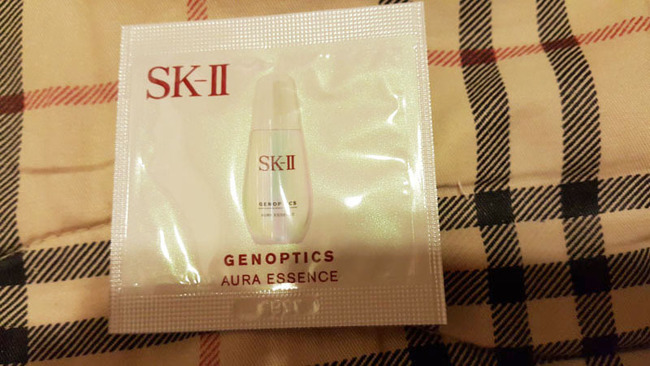 SK-II
SK-II
GENOPTICS
AURA ESSENCE
GENOPTICS
AURA ESSENCE